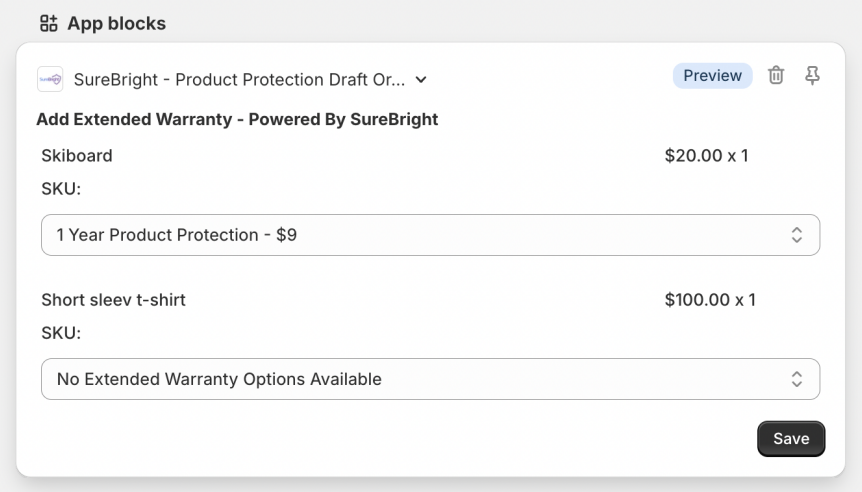 App blocks
SureBright - Product Protection Draft Or...
Preview
Add Extended Warranty - Powered By SureBright
Skiboard
$20.00 x 1
SKU:
1 Year Product Protection - $9
Short sleev t-shirt
$100.00 x 1
SKU:
No Extended Warranty Options Available
Save